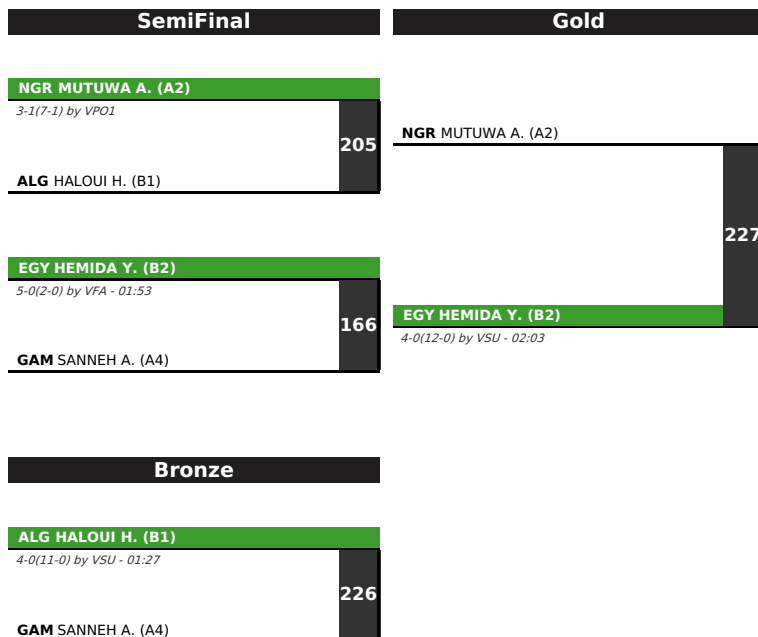 SemiFinal
NGR MUTUWA A. (A2)
3-1(7-1) by VPO1
205
ALG HALOUI H. (B1)
EGY HEMIDA Y. (B2)
5-0(2-0) by VFA - 01:53
166
GAM SANNEH A. (A4)
Gold
NGR MUTUWA A. (A2)
227
EGY HEMIDA Y. (B2)
4-0(12-0) by VSU - 02:03
Bronze
ALG HALOUI H. (B1)
4-0(11-0) by VSU - 01:27
226
GAM SANNEH A. (A4)